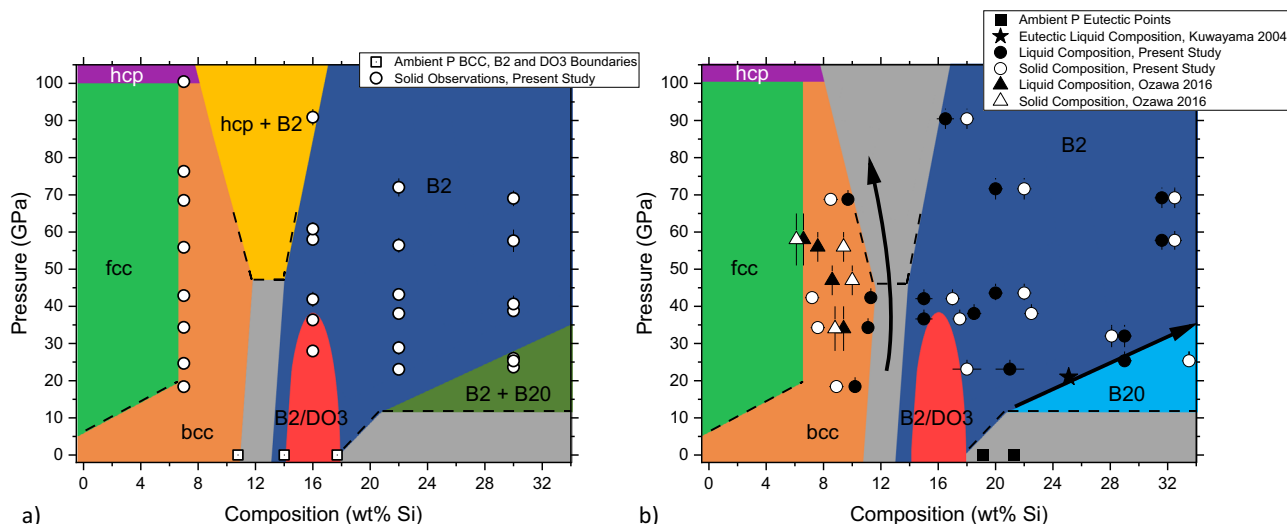 Ambient P BCC, B2 and DO3 Boundaries
Solid Observations, Present Study
100
90
80
70
60
50
40
30
20
10
0
Pressure (GPa)
hcp
hcp + B2
B2
fcc
B2 + B20
B2/DO3
bcc
0 4 8 12 16 20 24 28 32
Composition (wt% Si)
a)
Ambient P Eutectic Points
Eutectic Liquid Composition, Kuwayama 2004
Liquid Composition, Present Study
Solid Composition, Present Study
Liquid Composition, Ozawa 2016
Solid Composition, Ozawa 2016
100
90
80
70
60
50
40
30
20
10
0
Pressure (GPa)
hcp
B2
fcc
B20
B2/DO3
bcc
0 4 8 12 16 20 24 28 32
Composition (wt% Si)
b)